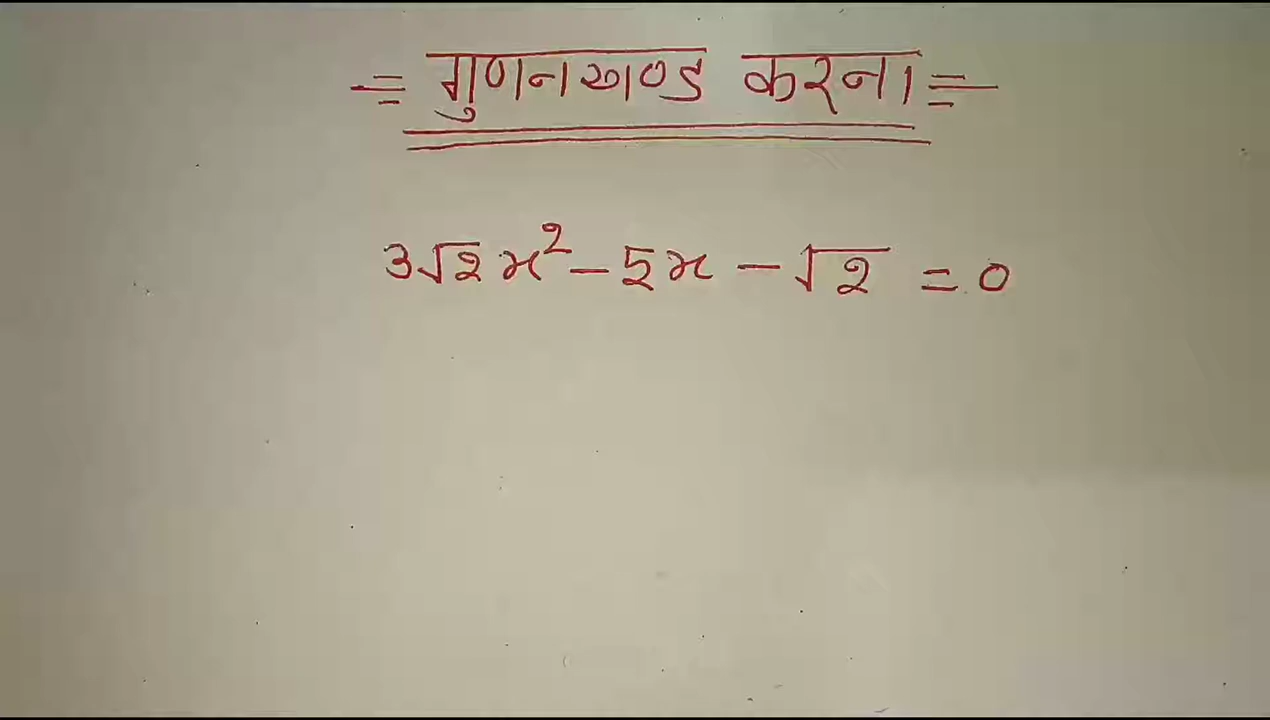 = गुणनखण्ड करना =
3√2x² – 5x – √2 = 0